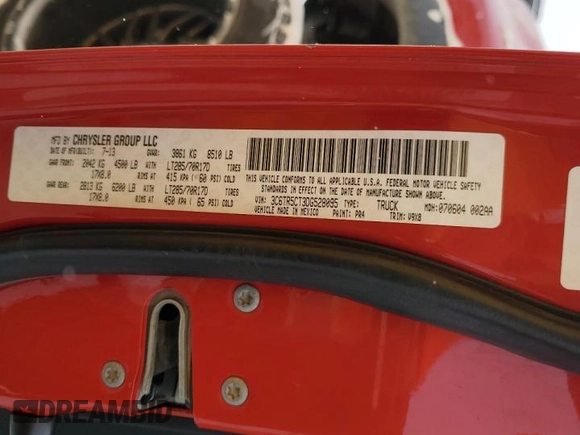 MFD BY CHRYSLER GROUP LLC
DATE OF MFR/BUILT: 7-13 GVWR: 3861 KG 8510 LB
GAWR FRONT: 2042 KG 4500 LB WITH LT285/70R17D TIRES
17X8.0 RIMS AT 415 KPA ( 60 PSI) COLD
GAWR REAR: 2813 KG 6200 LB WITH LT285/70R17D TIRES
17X8.0 RIMS AT 450 KPA ( 65 PSI) COLD
THIS VEHICLE CONFORMS TO ALL APPLICABLE U.S.A. FEDERAL MOTOR VEHICLE SAFETY
STANDARDS IN EFFECT ON THE DATE OF MANUFACTURE SHOWN ABOVE.
VIN: 3C6TR5CT3DG528095 TYPE: TRUCK MDH: 070604 002AA
VEHICLE MADE IN MEXICO PAINT: PR4 TRIM: V9X8
DREAMBID